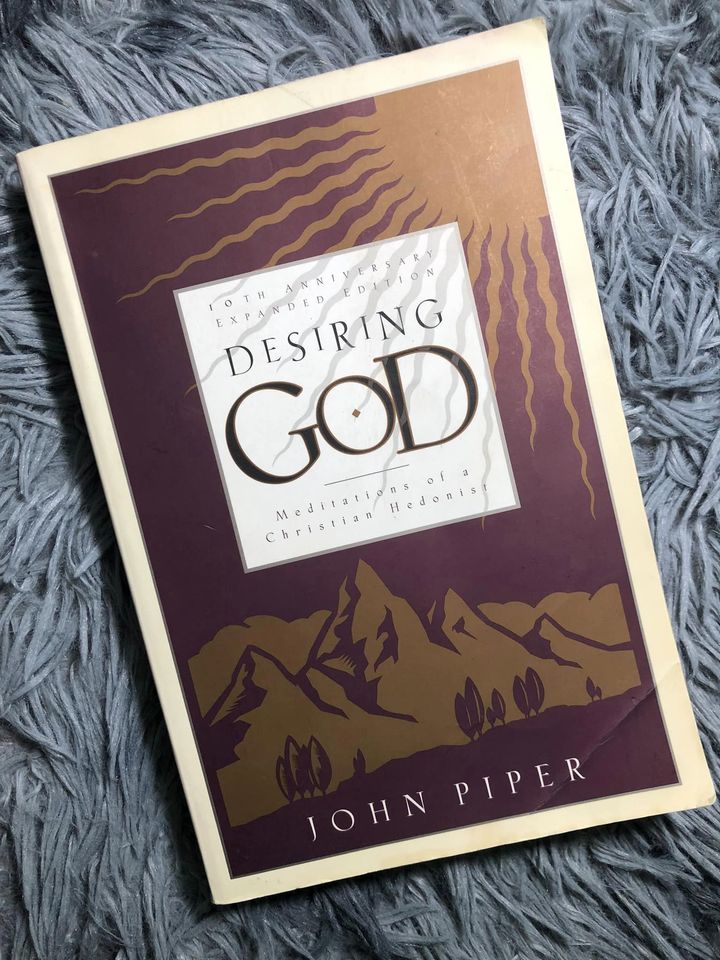 10TH ANNIVERSARY
EXPANDED EDITION
DESIRING
GOD
Meditations of a
Christian Hedonist
JOHN PIPER